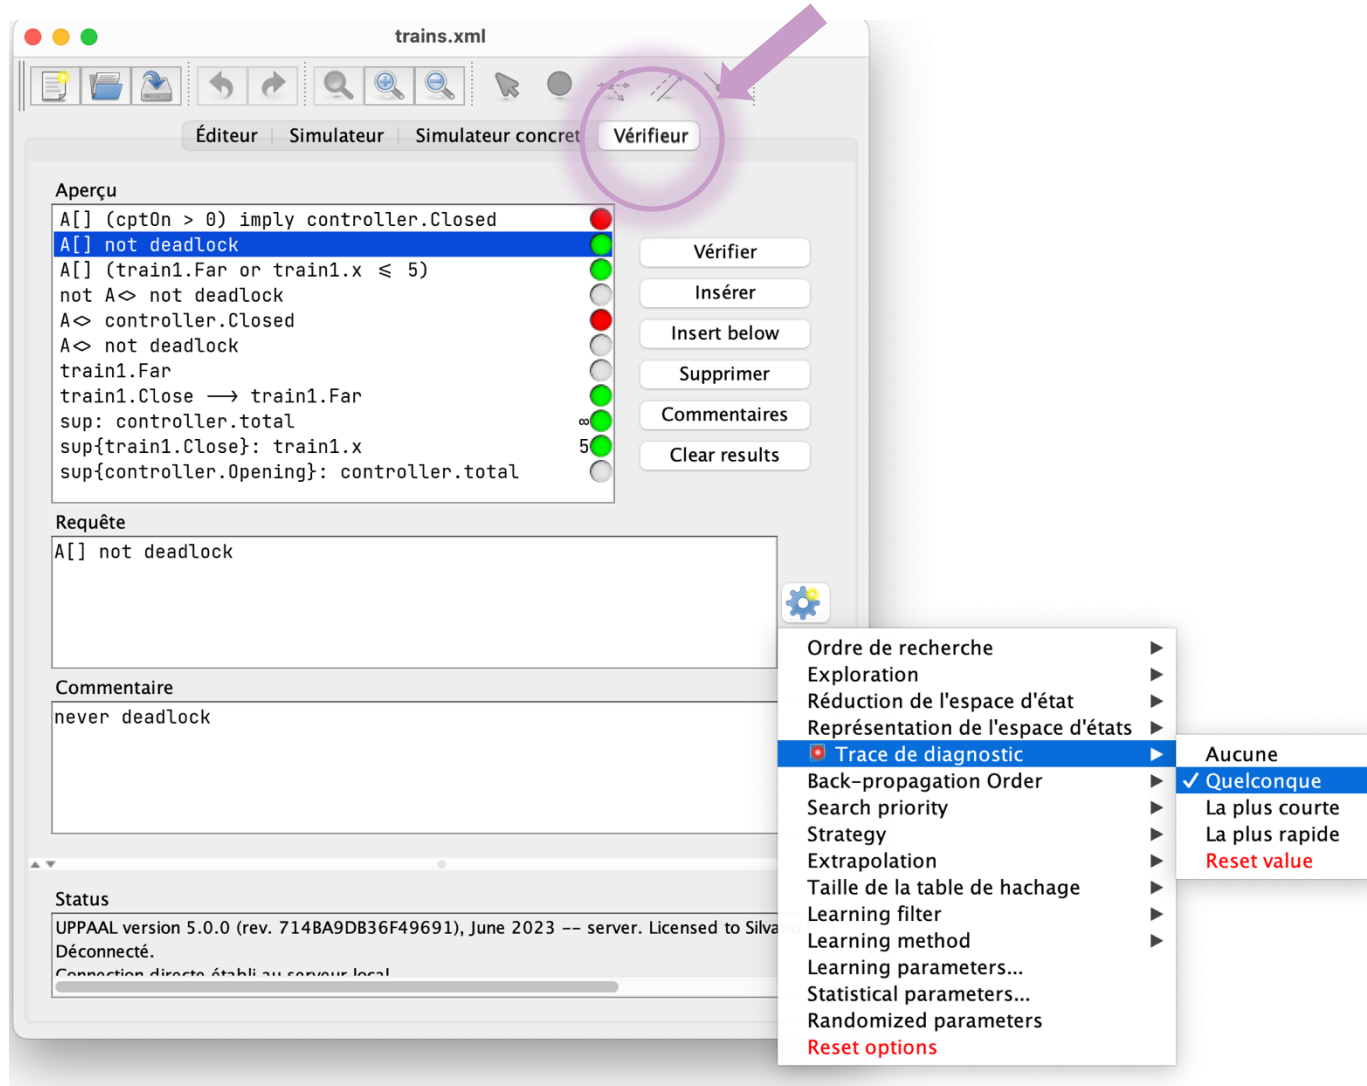 trains.xml
Éditeur Simulateur Simulateur concret Vérifieur
Aperçu
A[] (cptOn > 0) imply controller.Closed
A[] not deadlock
A[] (train1.Far or train1.x ⩽ 5)
not A<> not deadlock
A<> controller.Closed
A<> not deadlock
train1.Far
train1.Close ⟶ train1.Far
sup: controller.total ∞
sup{train1.Close}: train1.x 5
sup{controller.Opening}: controller.total
Vérifier
Insérer
Insert below
Supprimer
Commentaires
Clear results
Requête
A[] not deadlock
Commentaire
never deadlock
Ordre de recherche
Exploration
Réduction de l'espace d'état
Représentation de l'espace d'états
Trace de diagnostic
Back-propagation Order
Search priority
Strategy
Extrapolation
Taille de la table de hachage
Learning filter
Learning method
Learning parameters...
Statistical parameters...
Randomized parameters
Reset options
Aucune
Quelconque
La plus courte
La plus rapide
Reset value
Status
UPPAAL version 5.0.0 (rev. 714BA9DB36F49691), June 2023 -- server. Licensed to
Déconnecté.
Connection directe établi au serveur local